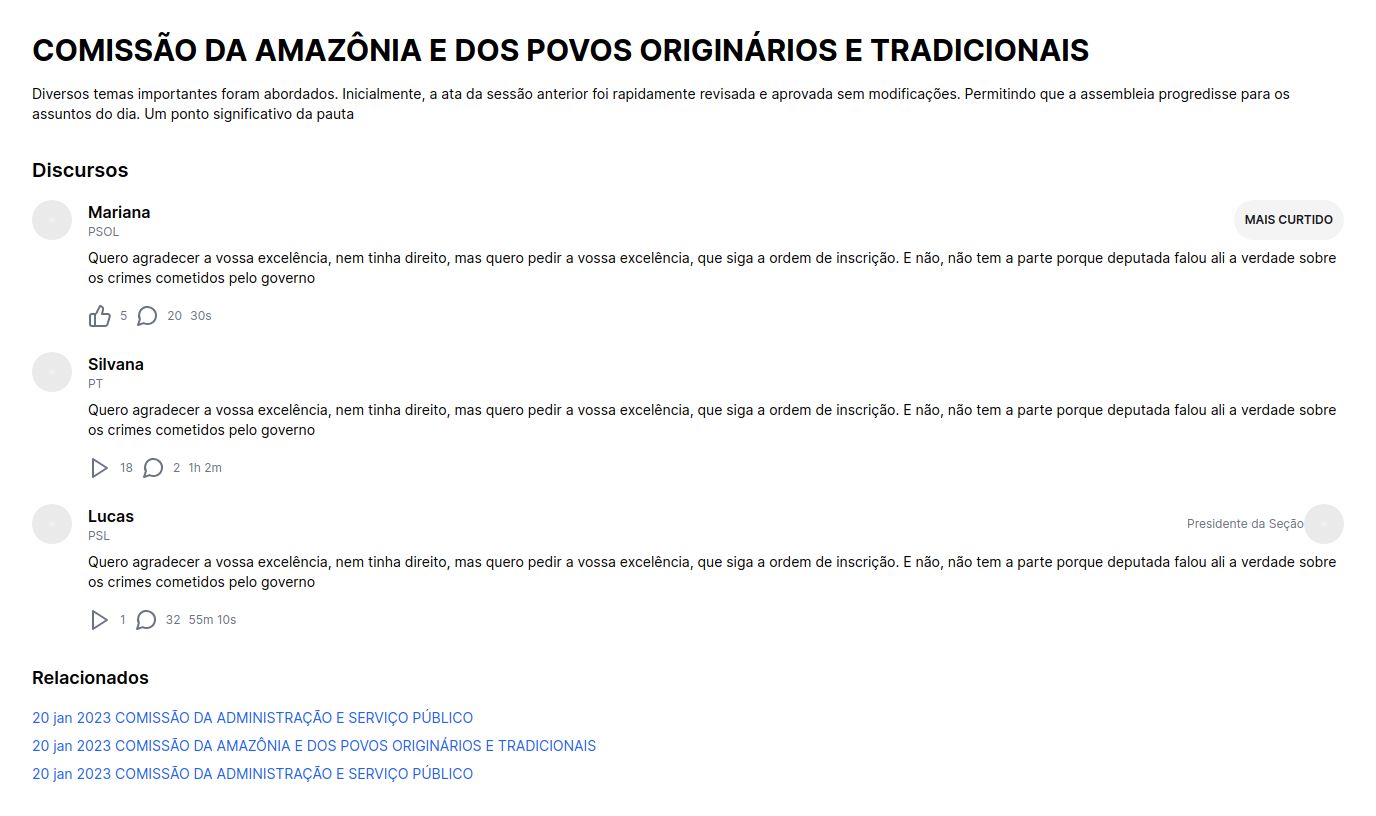 COMISSÃO DA AMAZÔNIA E DOS POVOS ORIGINÁRIOS E TRADICIONAIS
Diversos temas importantes foram abordados. Inicialmente, a ata da sessão anterior foi rapidamente revisada e aprovada sem modificações. Permitindo que a assembleia progredisse para os
assuntos do dia. Um ponto significativo da pauta
Discursos
Mariana
PSOL
MAIS CURTIDO
Quero agradecer a vossa excelência, nem tinha direito, mas quero pedir a vossa excelência, que siga a ordem de inscrição. E não, não tem a parte porque deputada falou ali a verdade sobre
os crimes cometidos pelo governo
5 20 30s
Silvana
PT
Quero agradecer a vossa excelência, nem tinha direito, mas quero pedir a vossa excelência, que siga a ordem de inscrição. E não, não tem a parte porque deputada falou ali a verdade sobre
os crimes cometidos pelo governo
18 2 1h 2m
Lucas
PSL
Presidente da Seção
Quero agradecer a vossa excelência, nem tinha direito, mas quero pedir a vossa excelência, que siga a ordem de inscrição. E não, não tem a parte porque deputada falou ali a verdade sobre
os crimes cometidos pelo governo
1 32 55m 10s
Relacionados
20 jan 2023 COMISSÃO DA ADMINISTRAÇÃO E SERVIÇO PÚBLICO
20 jan 2023 COMISSÃO DA AMAZÔNIA E DOS POVOS ORIGINÁRIOS E TRADICIONAIS
20 jan 2023 COMISSÃO DA ADMINISTRAÇÃO E SERVIÇO PÚBLICO